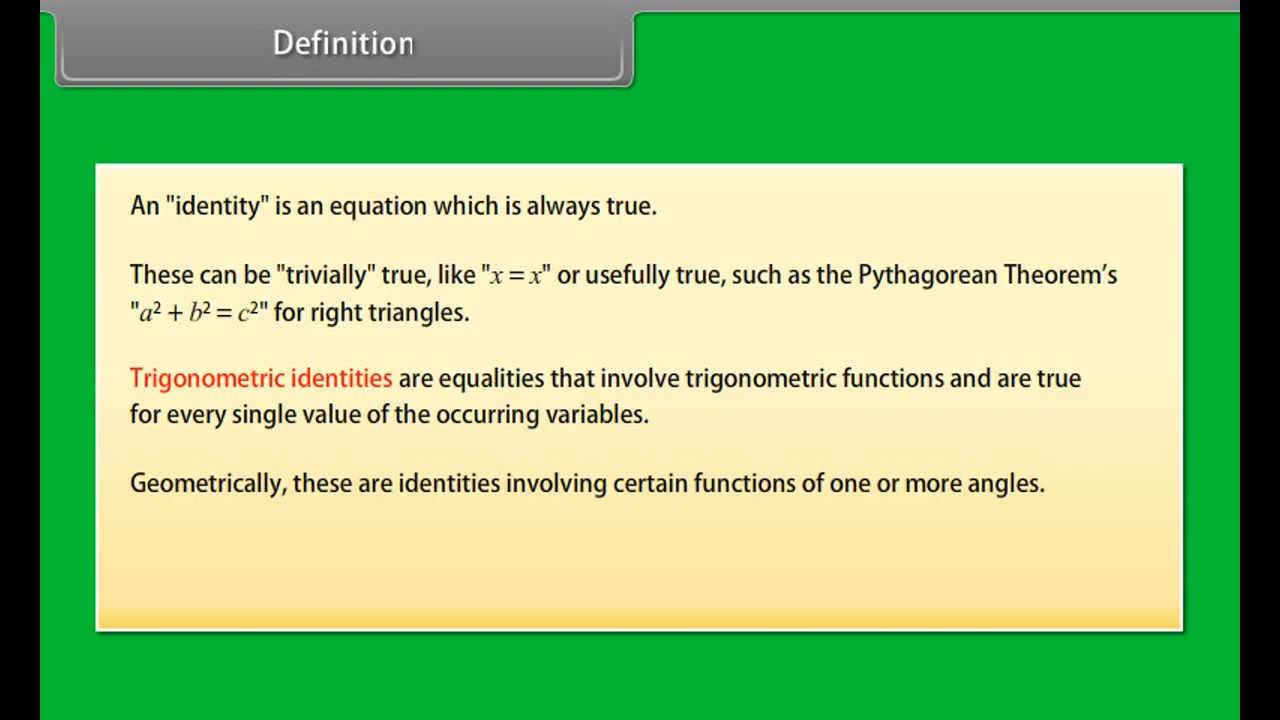 Definition
An "identity" is an equation which is always true.
These can be "trivially" true, like "x = x" or usefully true, such as the Pythagorean Theorem’s
"a² + b² = c²" for right triangles.
Trigonometric identities are equalities that involve trigonometric functions and are true
for every single value of the occurring variables.
Geometrically, these are identities involving certain functions of one or more angles.